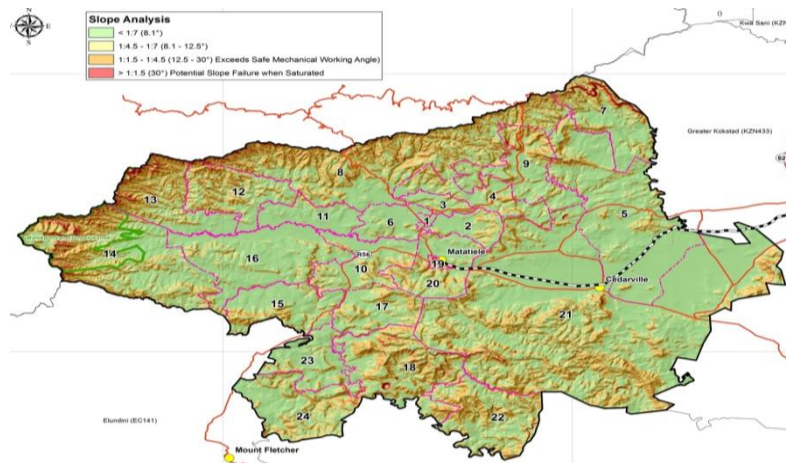 N
E
S
Slope Analysis
< 1:7 (8.1°)
1:4.5 - 1:7 (8.1 - 12.5°)
1:1.5 - 1:4.5 (12.5 - 30°) Exceeds Safe Mechanical Working Angle)
> 1:1.5 (30°) Potential Slope Failure when Saturated
0
Kwa Sani (KZN
7
Greater Kokstad (KZN433)
62
9
8
13
12
4
3
11
6
1
2
5
14
16
R56
Matatiele
10
19
20
Cedarville
15
17
21
23
18
24
22
Elundini (EC141)
Mount Fletcher